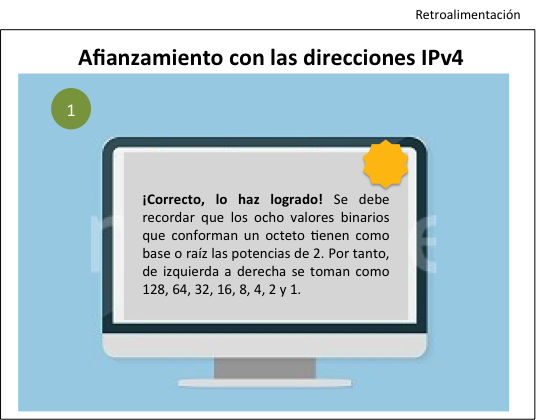 Retroalimentación
Afianzamiento con las direcciones IPv4
1
¡Correcto, lo haz logrado! Se debe
recordar que los ocho valores binarios
que conforman un octeto tienen como
base o raíz las potencias de 2. Por tanto,
de izquierda a derecha se toman como
128, 64, 32, 16, 8, 4, 2 y 1.